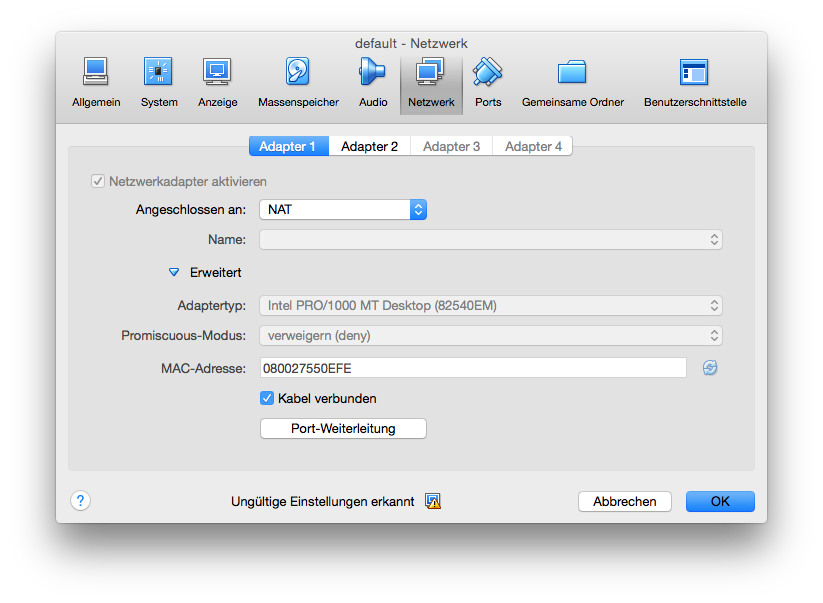 default - Netzwerk
Allgemein System Anzeige Massenspeicher Audio Netzwerk Ports Gemeinsame Ordner Benutzerschnittstelle
Adapter 1 Adapter 2 Adapter 3 Adapter 4
Netzwerkadapter aktivieren
Angeschlossen an: NAT
Name:
Erweitert
Adaptertyp: Intel PRO/1000 MT Desktop (82540EM)
Promiscuous-Modus: verweigern (deny)
MAC-Adresse: 080027550EFE
Kabel verbunden
Port-Weiterleitung
? Ungültige Einstellungen erkannt Abbrechen OK